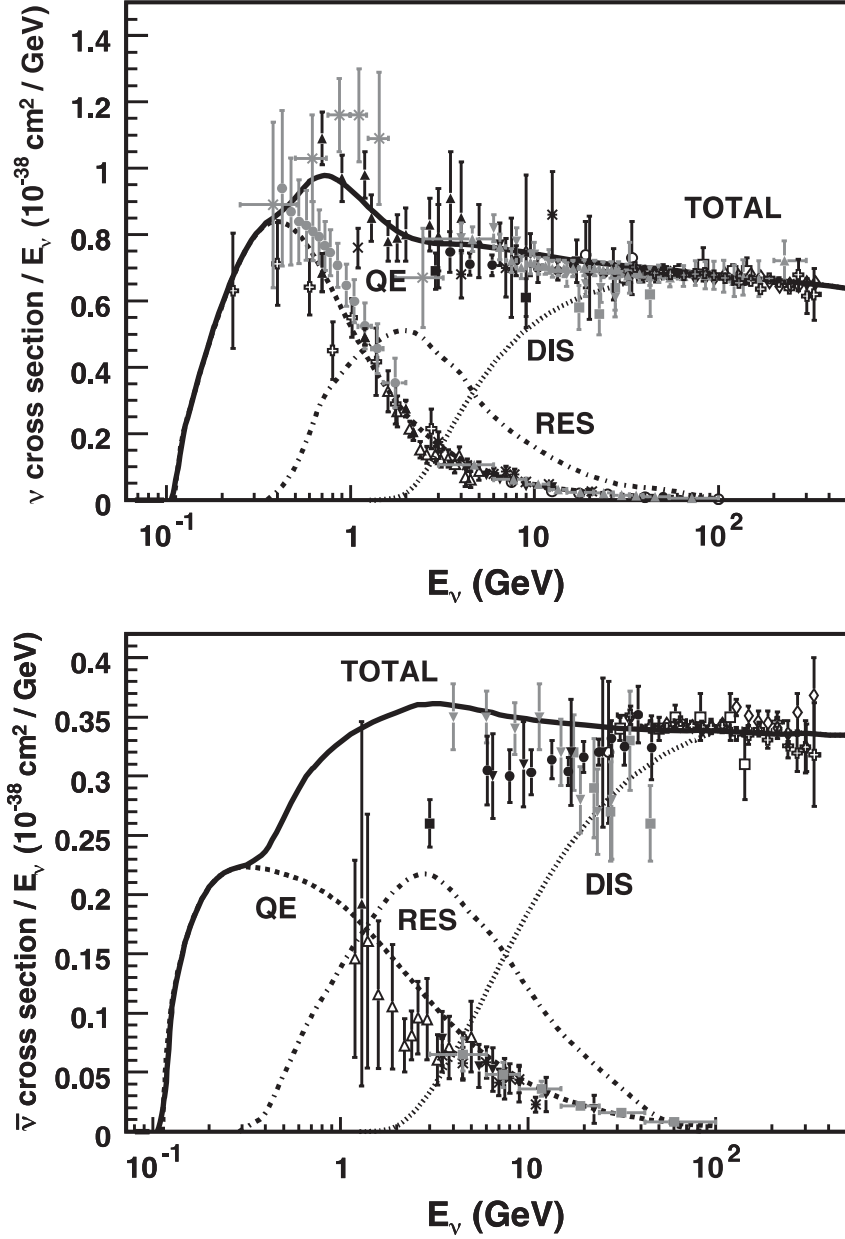 ν cross section / E_ν (10^-38 cm^2 / GeV)
1.4
1.2
1
0.8
0.6
0.4
0.2
0
TOTAL
QE
DIS
RES
10^-1
1
10
10^2
E_ν (GeV)
ν̅ cross section / E_ν (10^-38 cm^2 / GeV)
0.4
0.35
0.3
0.25
0.2
0.15
0.1
0.05
0
TOTAL
QE
RES
DIS
10^-1
1
10
10^2
E_ν (GeV)